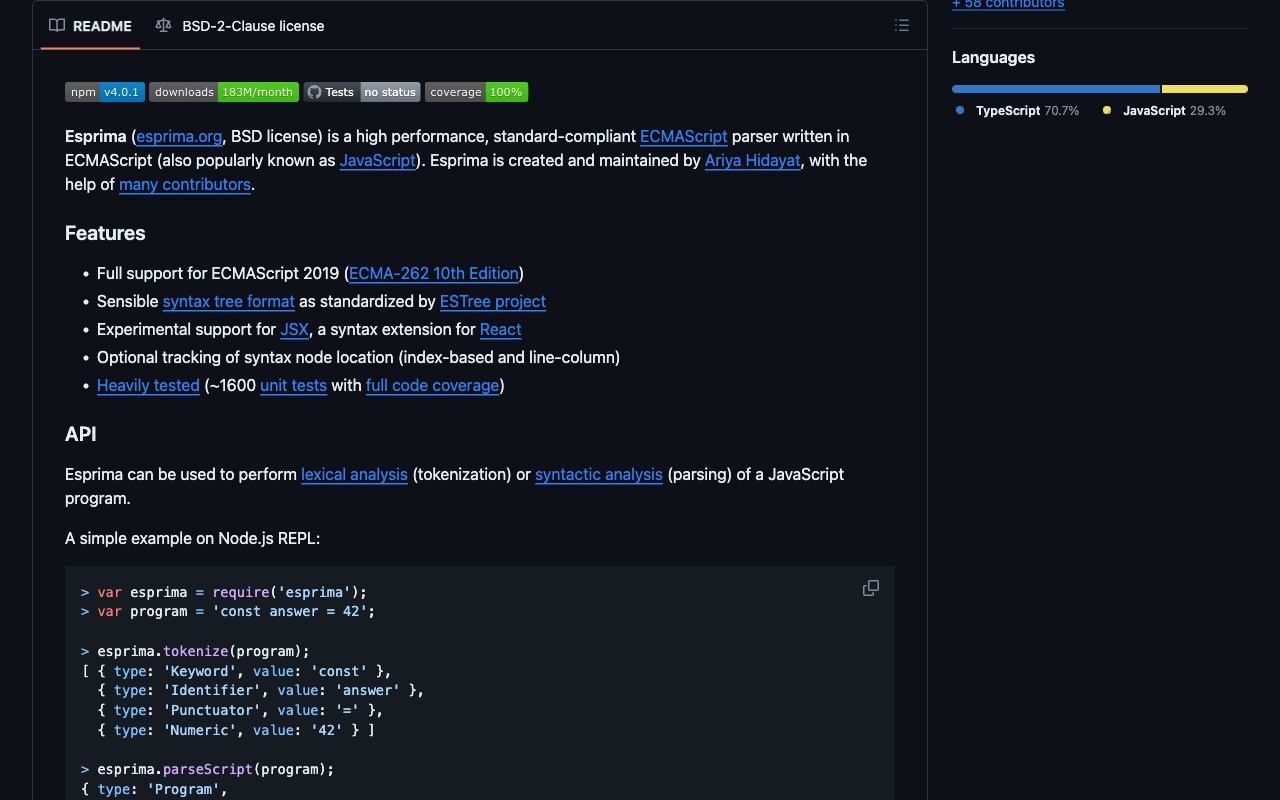 README
BSD-2-Clause license
npm v4.0.1 downloads 183M/month Tests no status coverage 100%
Esprima (esprima.org, BSD license) is a high performance, standard-compliant ECMAScript parser written in
ECMAScript (also popularly known as JavaScript). Esprima is created and maintained by Ariya Hidayat, with the
help of many contributors.
Features
• Full support for ECMAScript 2019 (ECMA-262 10th Edition)
• Sensible syntax tree format as standardized by ESTree project
• Experimental support for JSX, a syntax extension for React
• Optional tracking of syntax node location (index-based and line-column)
• Heavily tested (~1600 unit tests with full code coverage)
API
Esprima can be used to perform lexical analysis (tokenization) or syntactic analysis (parsing) of a JavaScript
program.
A simple example on Node.js REPL:
> var esprima = require('esprima');
> var program = 'const answer = 42';
> esprima.tokenize(program);
[ { type: 'Keyword', value: 'const' },
  { type: 'Identifier', value: 'answer' },
  { type: 'Punctuator', value: '=' },
  { type: 'Numeric', value: '42' } ]
> esprima.parseScript(program);
{ type: 'Program',
+ 58 contributors
Languages
TypeScript 70.7%
JavaScript 29.3%